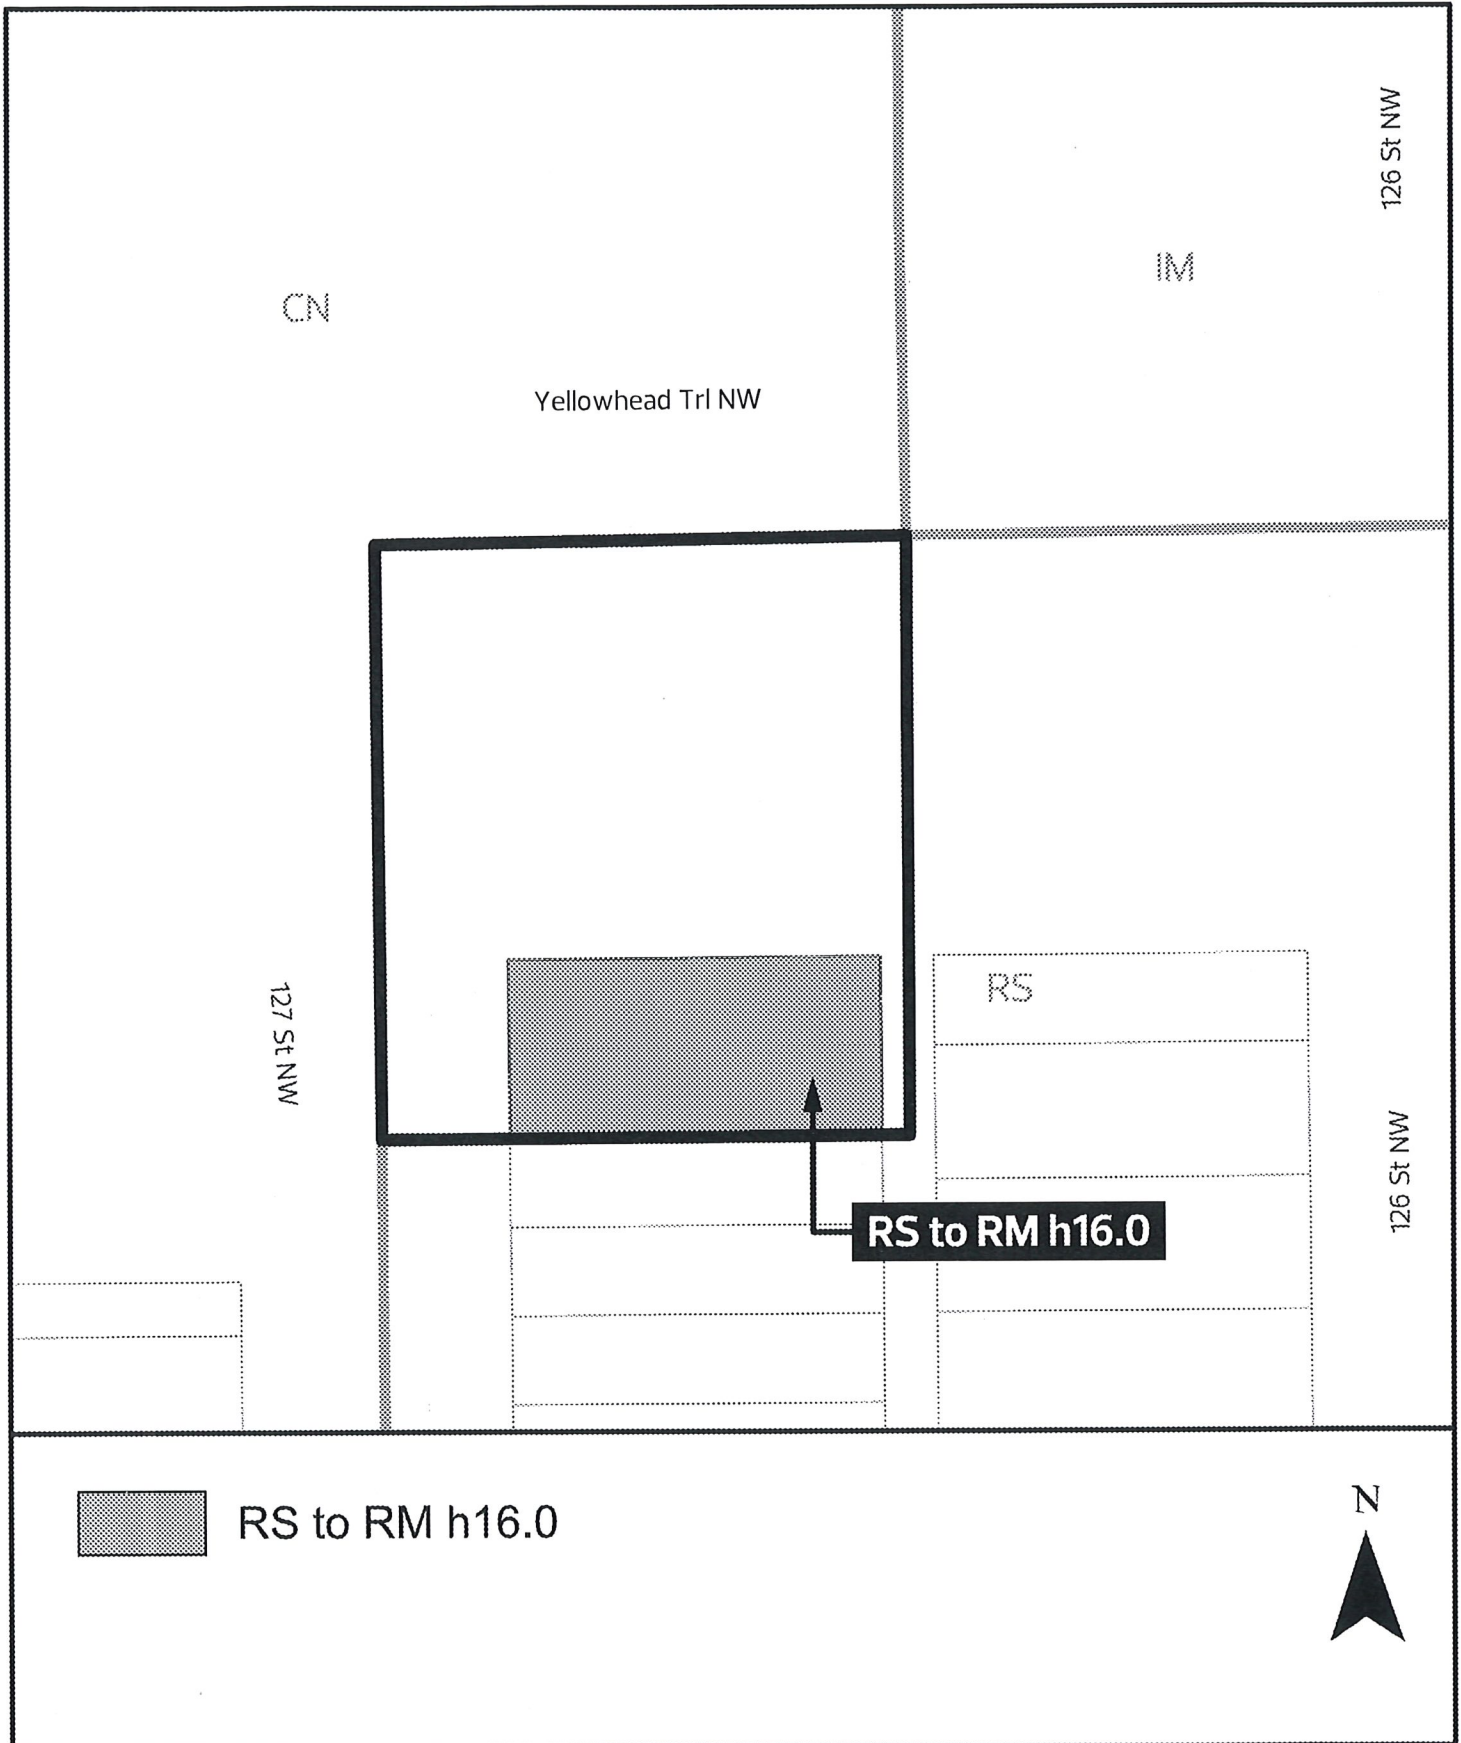 126 St NW
IM
CN
Yellowhead Trl NW
RS
127 St NW
126 St NW
RS to RM h16.0
RS to RM h16.0
N